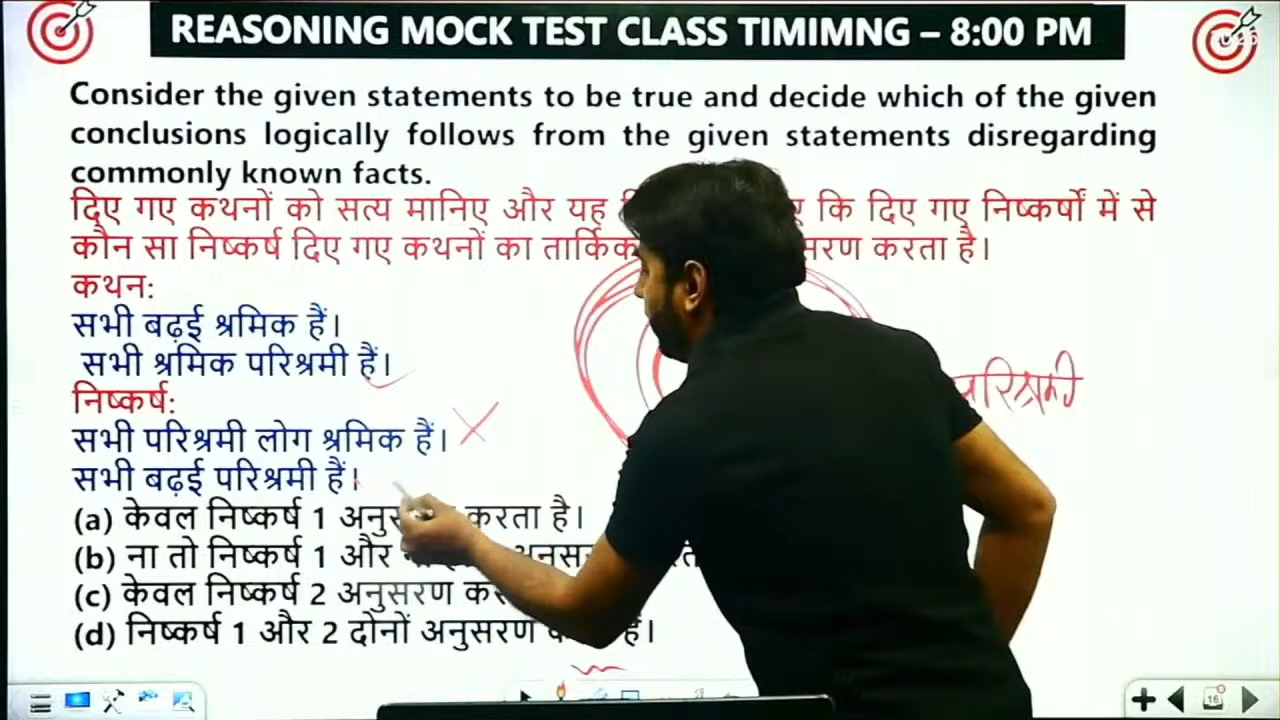 REASONING MOCK TEST CLASS TIMIMNG – 8:00 PM
Consider the given statements to be true and decide which of the given
conclusions logically follows from the given statements disregarding
commonly known facts.
दिए गए कथनों को सत्य मानिए और यह कि दिए गए निष्कर्षों में से
कौन सा निष्कर्ष दिए गए कथनों का करता है।
कथन:
सभी बढ़ई श्रमिक हैं।
सभी श्रमिक परिश्रमी हैं।
परिश्रमी
निष्कर्ष:
सभी परिश्रमी लोग श्रमिक हैं।
सभी बढ़ई परिश्रमी हैं।
(a) केवल निष्कर्ष 1 करता है।
(b) ना तो निष्कर्ष 1 और
(c) केवल निष्कर्ष 2 अनुसरण
(d) निष्कर्ष 1 और 2 दोनों अनुसरण हैं।
16